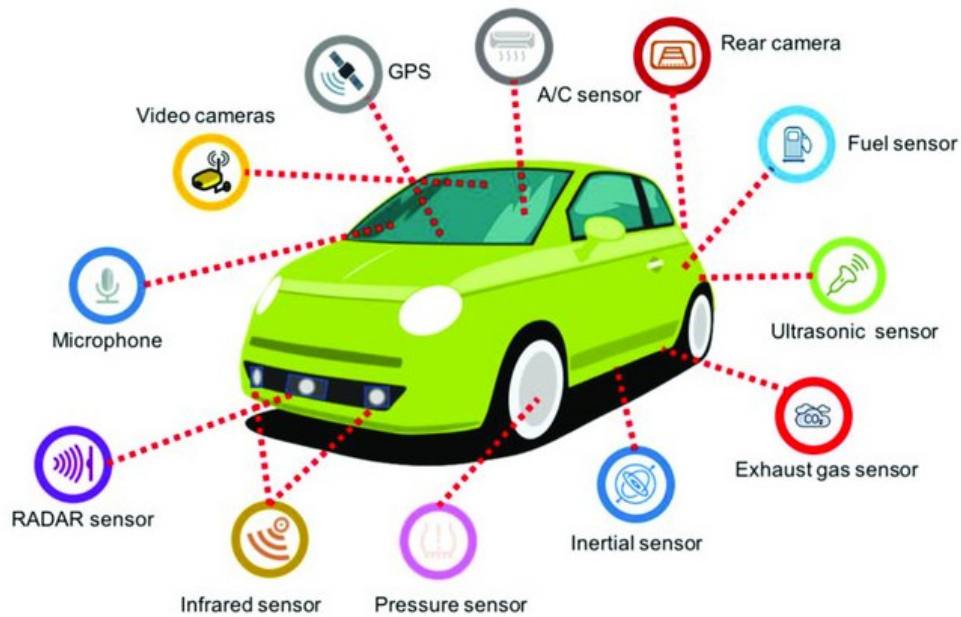 Rear camera
GPS
A/C sensor
Video cameras
Fuel sensor
Microphone
Ultrasonic sensor
CO₂
Exhaust gas sensor
RADAR sensor
Inertial sensor
Infrared sensor
Pressure sensor